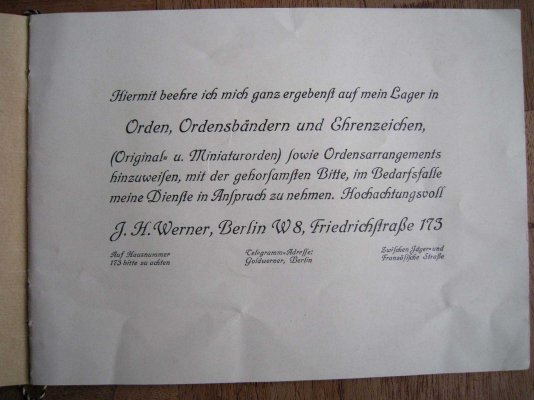 Hiermit beehre ich mich ganz ergebenſt auf mein Lager in
Orden, Ordensbändern und Ehrenzeichen,
(Original- u. Miniaturorden) ſowie Ordensarrangements
hinzuweiſen, mit der gehorſamſten Bitte, im Bedarfsfalle
meine Dienſte in Anſpruch zu nehmen. Hochachtungsvoll
J. H. Werner, Berlin W 8, Friedrichſtraße 173
Auf Hausnummer
173 bitte zu achten
Telegramm-Adreſſe:
Goldwerner, Berlin
Zwiſchen Jäger- und
Franzöſiſche Straße